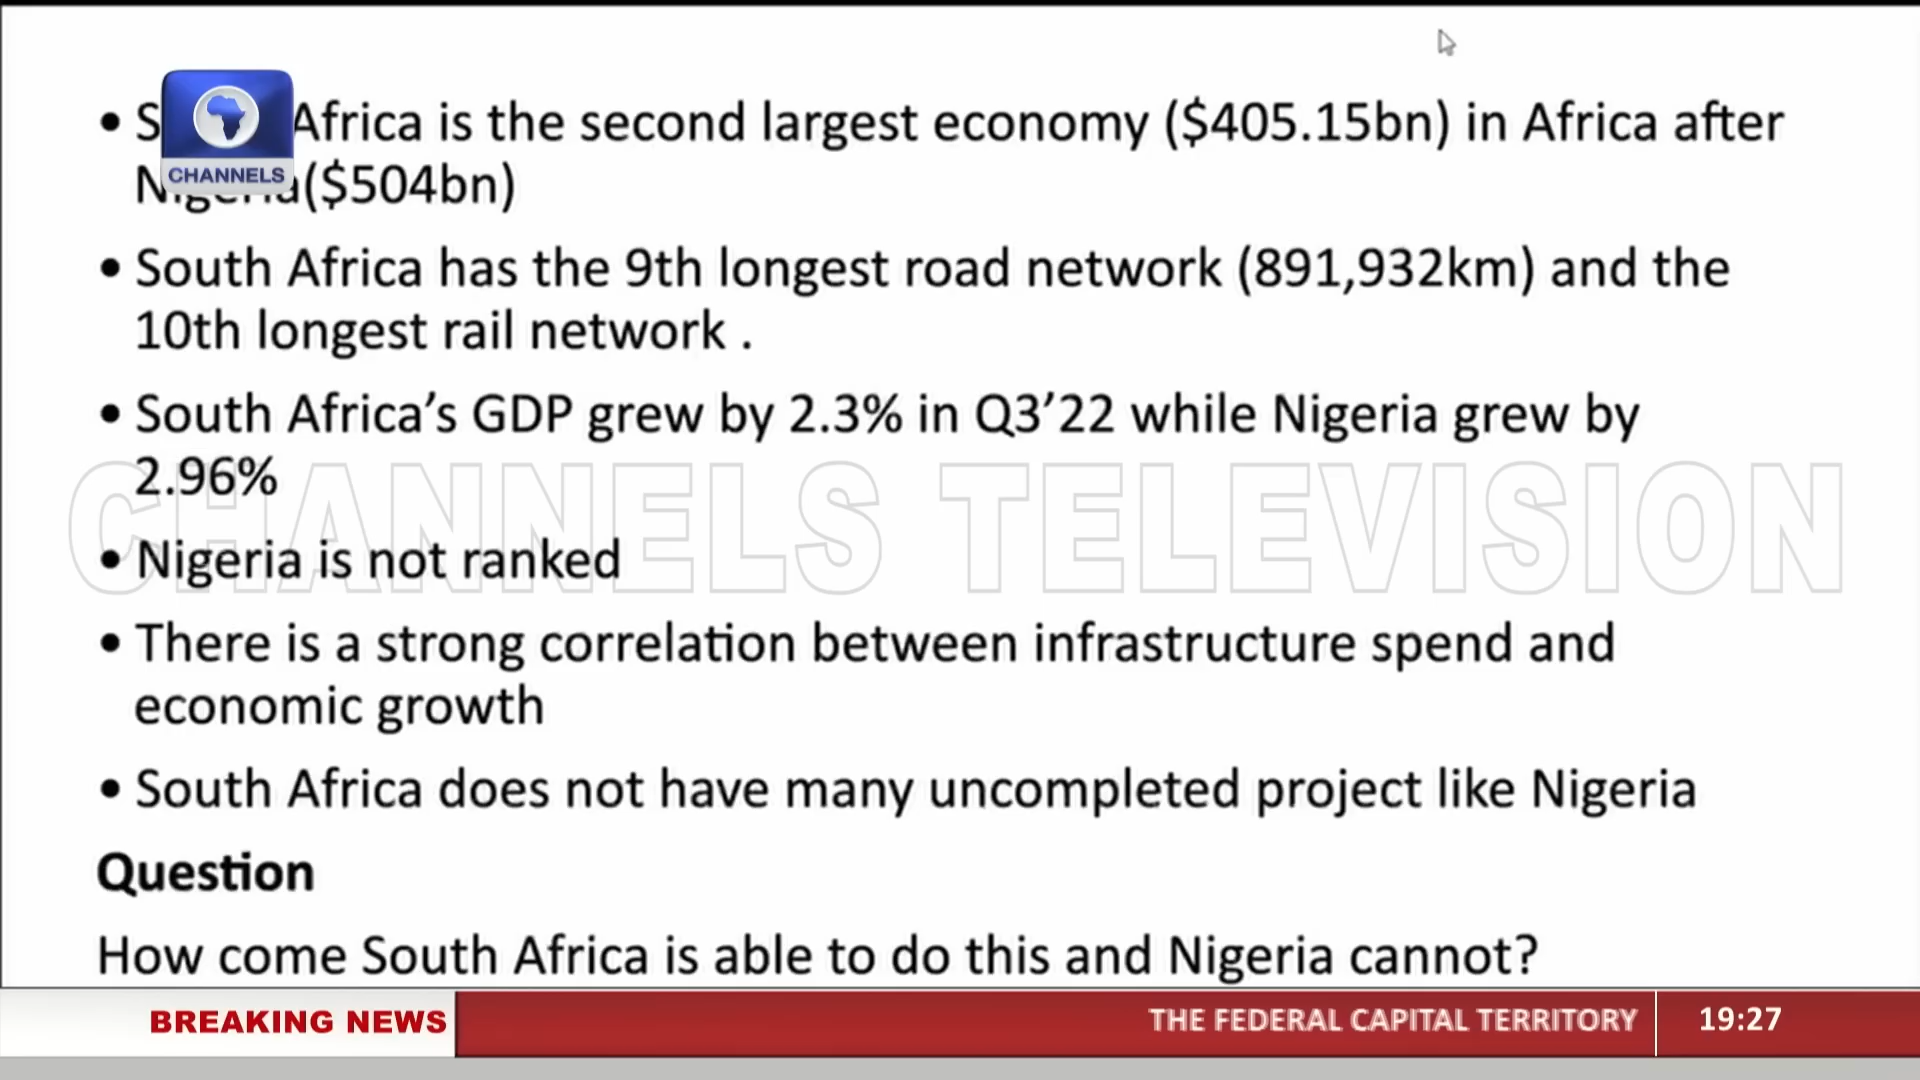 Africa is the second largest economy ($405.15bn) in Africa after
CHANNELS
Nigeria($504bn)
• South Africa has the 9th longest road network (891,932km) and the
10th longest rail network .
• South Africa's GDP grew by 2.3% in Q3'22 while Nigeria grew by
2.96%
CHANNELS TELEVISION
• Nigeria is not ranked
• There is a strong correlation between infrastructure spend and
economic growth
• South Africa does not have many uncompleted project like Nigeria
Question
How come South Africa is able to do this and Nigeria cannot?
BREAKING NEWS
THE FEDERAL CAPITAL TERRITORY
19:27